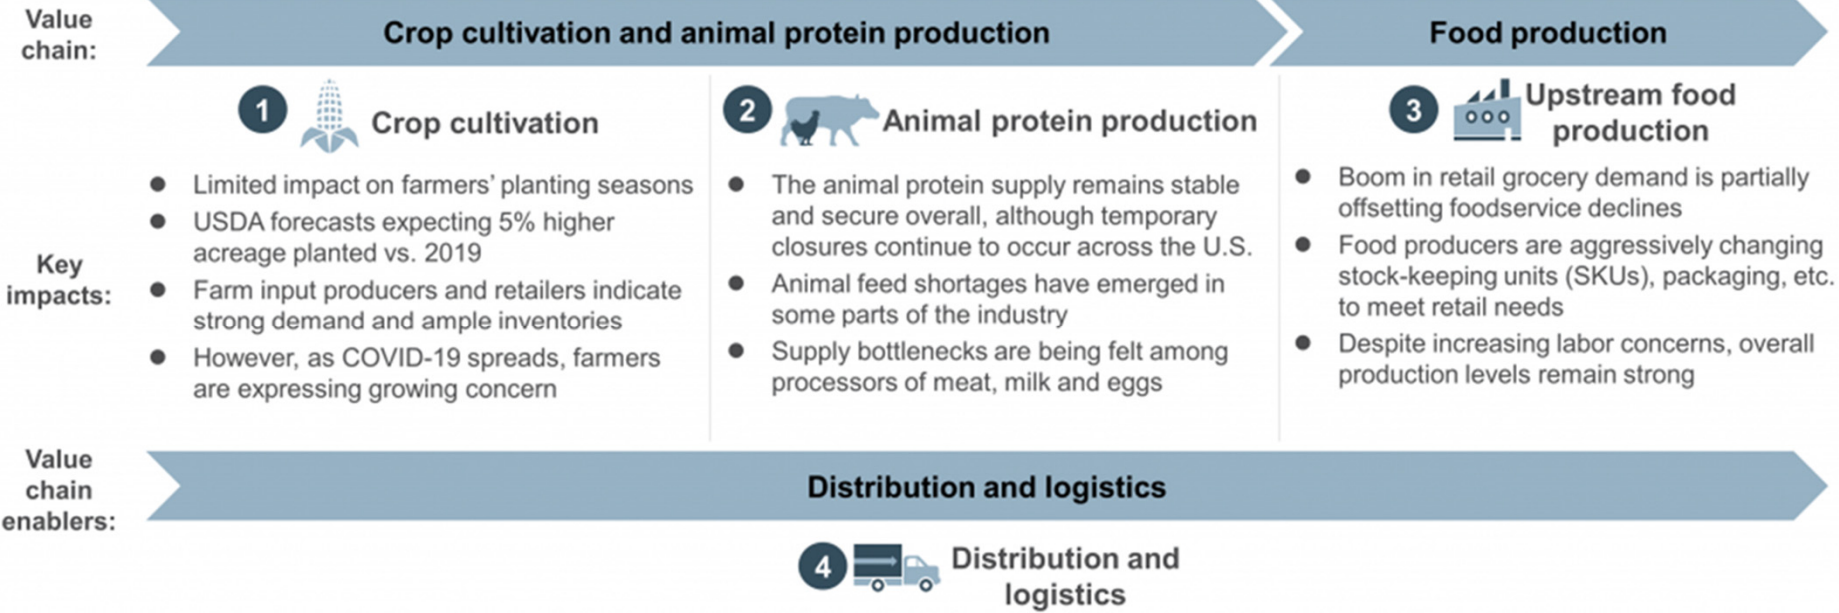 Value
chain:
Crop cultivation and animal protein production
Food production
1
Crop cultivation
2
Animal protein production
3
Upstream food
production
Key
impacts:
● Limited impact on farmers’ planting seasons
● USDA forecasts expecting 5% higher
acreage planted vs. 2019
● Farm input producers and retailers indicate
strong demand and ample inventories
● However, as COVID-19 spreads, farmers
are expressing growing concern
● The animal protein supply remains stable
and secure overall, although temporary
closures continue to occur across the U.S.
● Animal feed shortages have emerged in
some parts of the industry
● Supply bottlenecks are being felt among
processors of meat, milk and eggs
● Boom in retail grocery demand is partially
offsetting foodservice declines
● Food producers are aggressively changing
stock-keeping units (SKUs), packaging, etc.
to meet retail needs
● Despite increasing labor concerns, overall
production levels remain strong
Value
chain
enablers:
Distribution and logistics
4
Distribution and
logistics